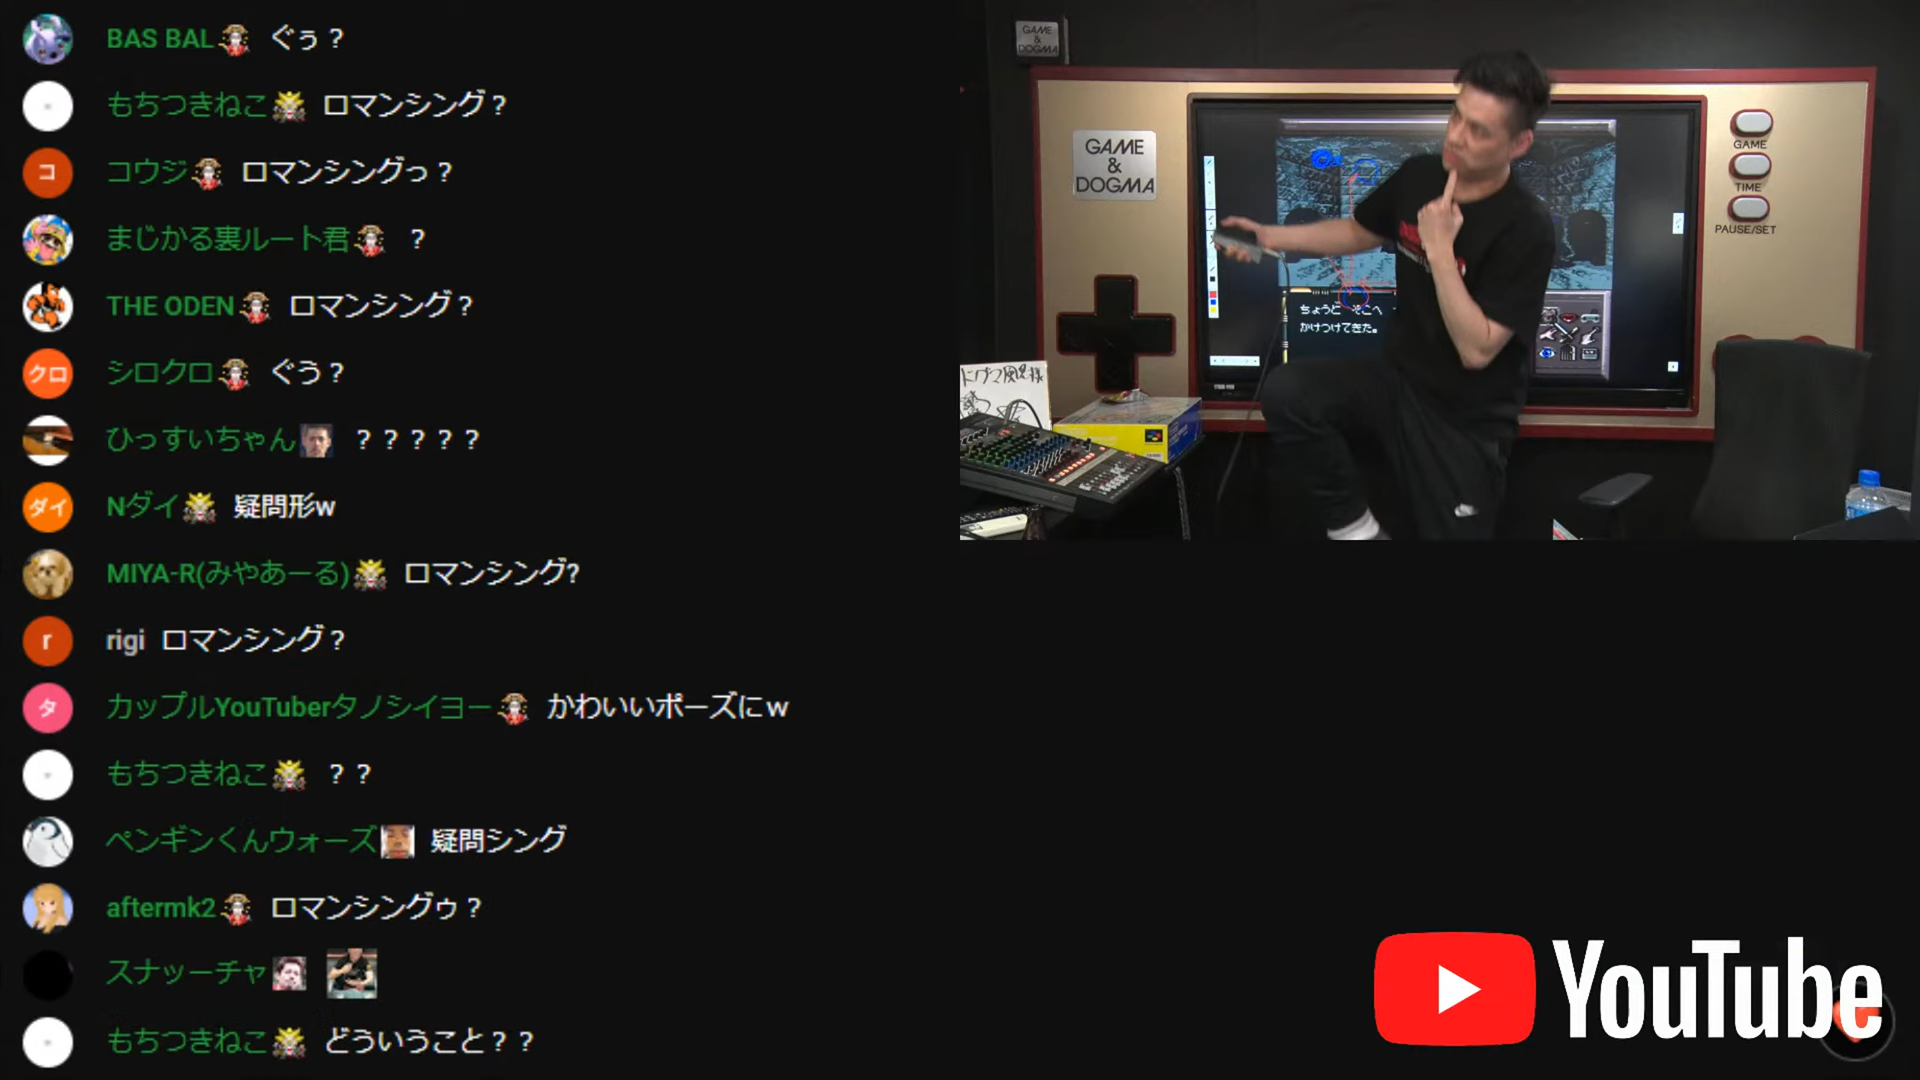 BAS BAL ぐぅ？
もちつきねこ ロマンシング？
コ
コウジ ロマンシングっ？
まじかる裏ルート君 ？
THE ODEN ロマンシング？
クロ
シロクロ ぐう？
ひっすいちゃん ？？？？？
ダイ
Nダイ 疑問形w
MIYA-R(みやあーる) ロマンシング?
r
rigi ロマンシング？
タ
カップルYouTuberタノシイヨー かわいいポーズにw
もちつきねこ ？？
ペンギンくんウォーズ 疑問シング
aftermk2 ロマンシングゥ？
スナッーチャ
もちつきねこ どういうこと？？
GAME
&
DOGMA
GAME
&
DOGMA
GAME
TIME
PAUSE/SET
ちょうど そこへ
かけつけてきた。
YouTube